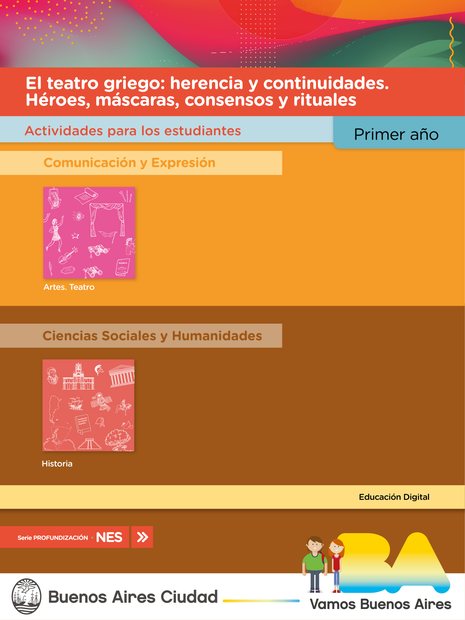 El teatro griego: herencia y continuidades.
Héroes, máscaras, consensos y rituales
Actividades para los estudiantes
Primer año
Comunicación y Expresión
Artes. Teatro
Ciencias Sociales y Humanidades
Historia
Educación Digital
Serie PROFUNDIZACIÓN · NES
BA
Buenos Aires Ciudad
Vamos Buenos Aires